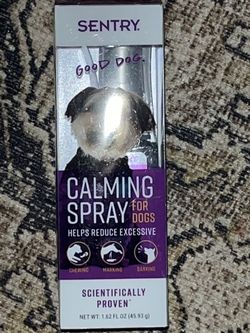 SENTRY.
GOOD DOG.
CALMING
SPRAY FOR DOGS
HELPS REDUCE EXCESSIVE
CHEWING MARKING BARKING
SCIENTIFICALLY
PROVEN*
NET WT. 1.62 FL OZ (45.93 g)